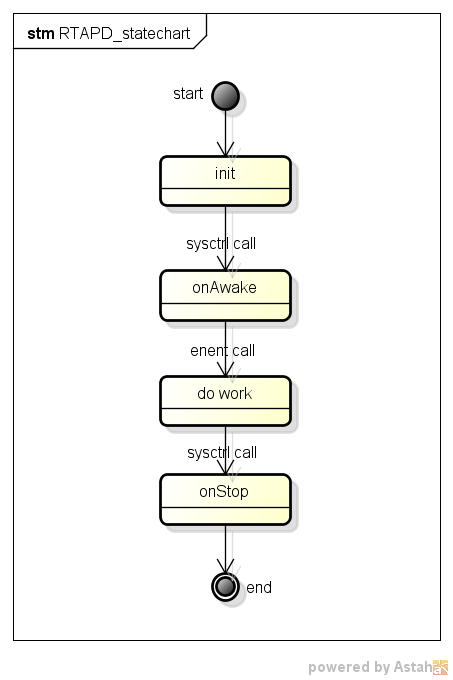 stm RTAPD_statechart
start
init
sysctrl call
onAwake
enent call
do work
sysctrl call
onStop
end
powered by Astah